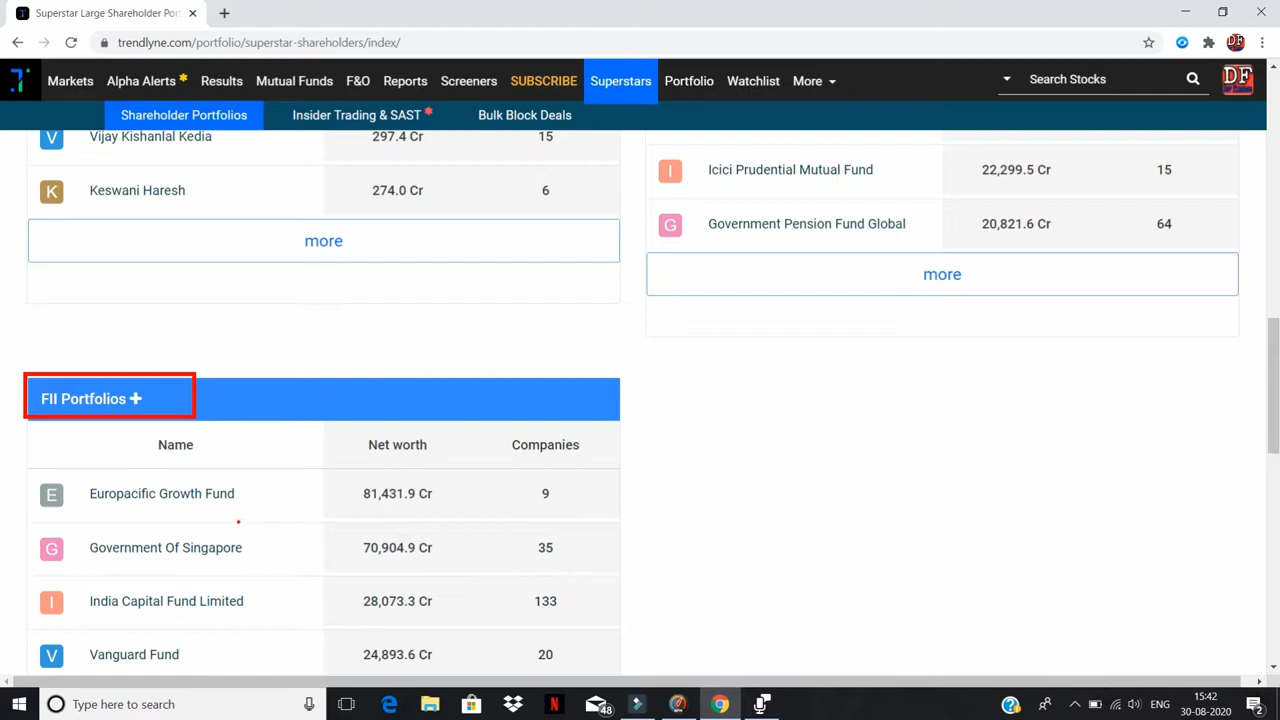 Superstar Large Shareholder Port
trendlyne.com/portfolio/superstar-shareholders/index/
DF
Markets Alpha Alerts * Results Mutual Funds F&O Reports Screeners SUBSCRIBE Superstars Portfolio Watchlist More Search Stocks
DF
Shareholder Portfolios Insider Trading & SAST * Bulk Block Deals
V Vijay Kishanlal Kedia 297.4 Cr 15
K Keswani Haresh 274.0 Cr 6
more
I Icici Prudential Mutual Fund 22,299.5 Cr 15
G Government Pension Fund Global 20,821.6 Cr 64
more
FII Portfolios +
Name Net worth Companies
E Europacific Growth Fund 81,431.9 Cr 9
G Government Of Singapore 70,904.9 Cr 35
I India Capital Fund Limited 28,073.3 Cr 133
V Vanguard Fund 24,893.6 Cr 20
Type here to search
48
ENG
15:42
30-08-2020
2